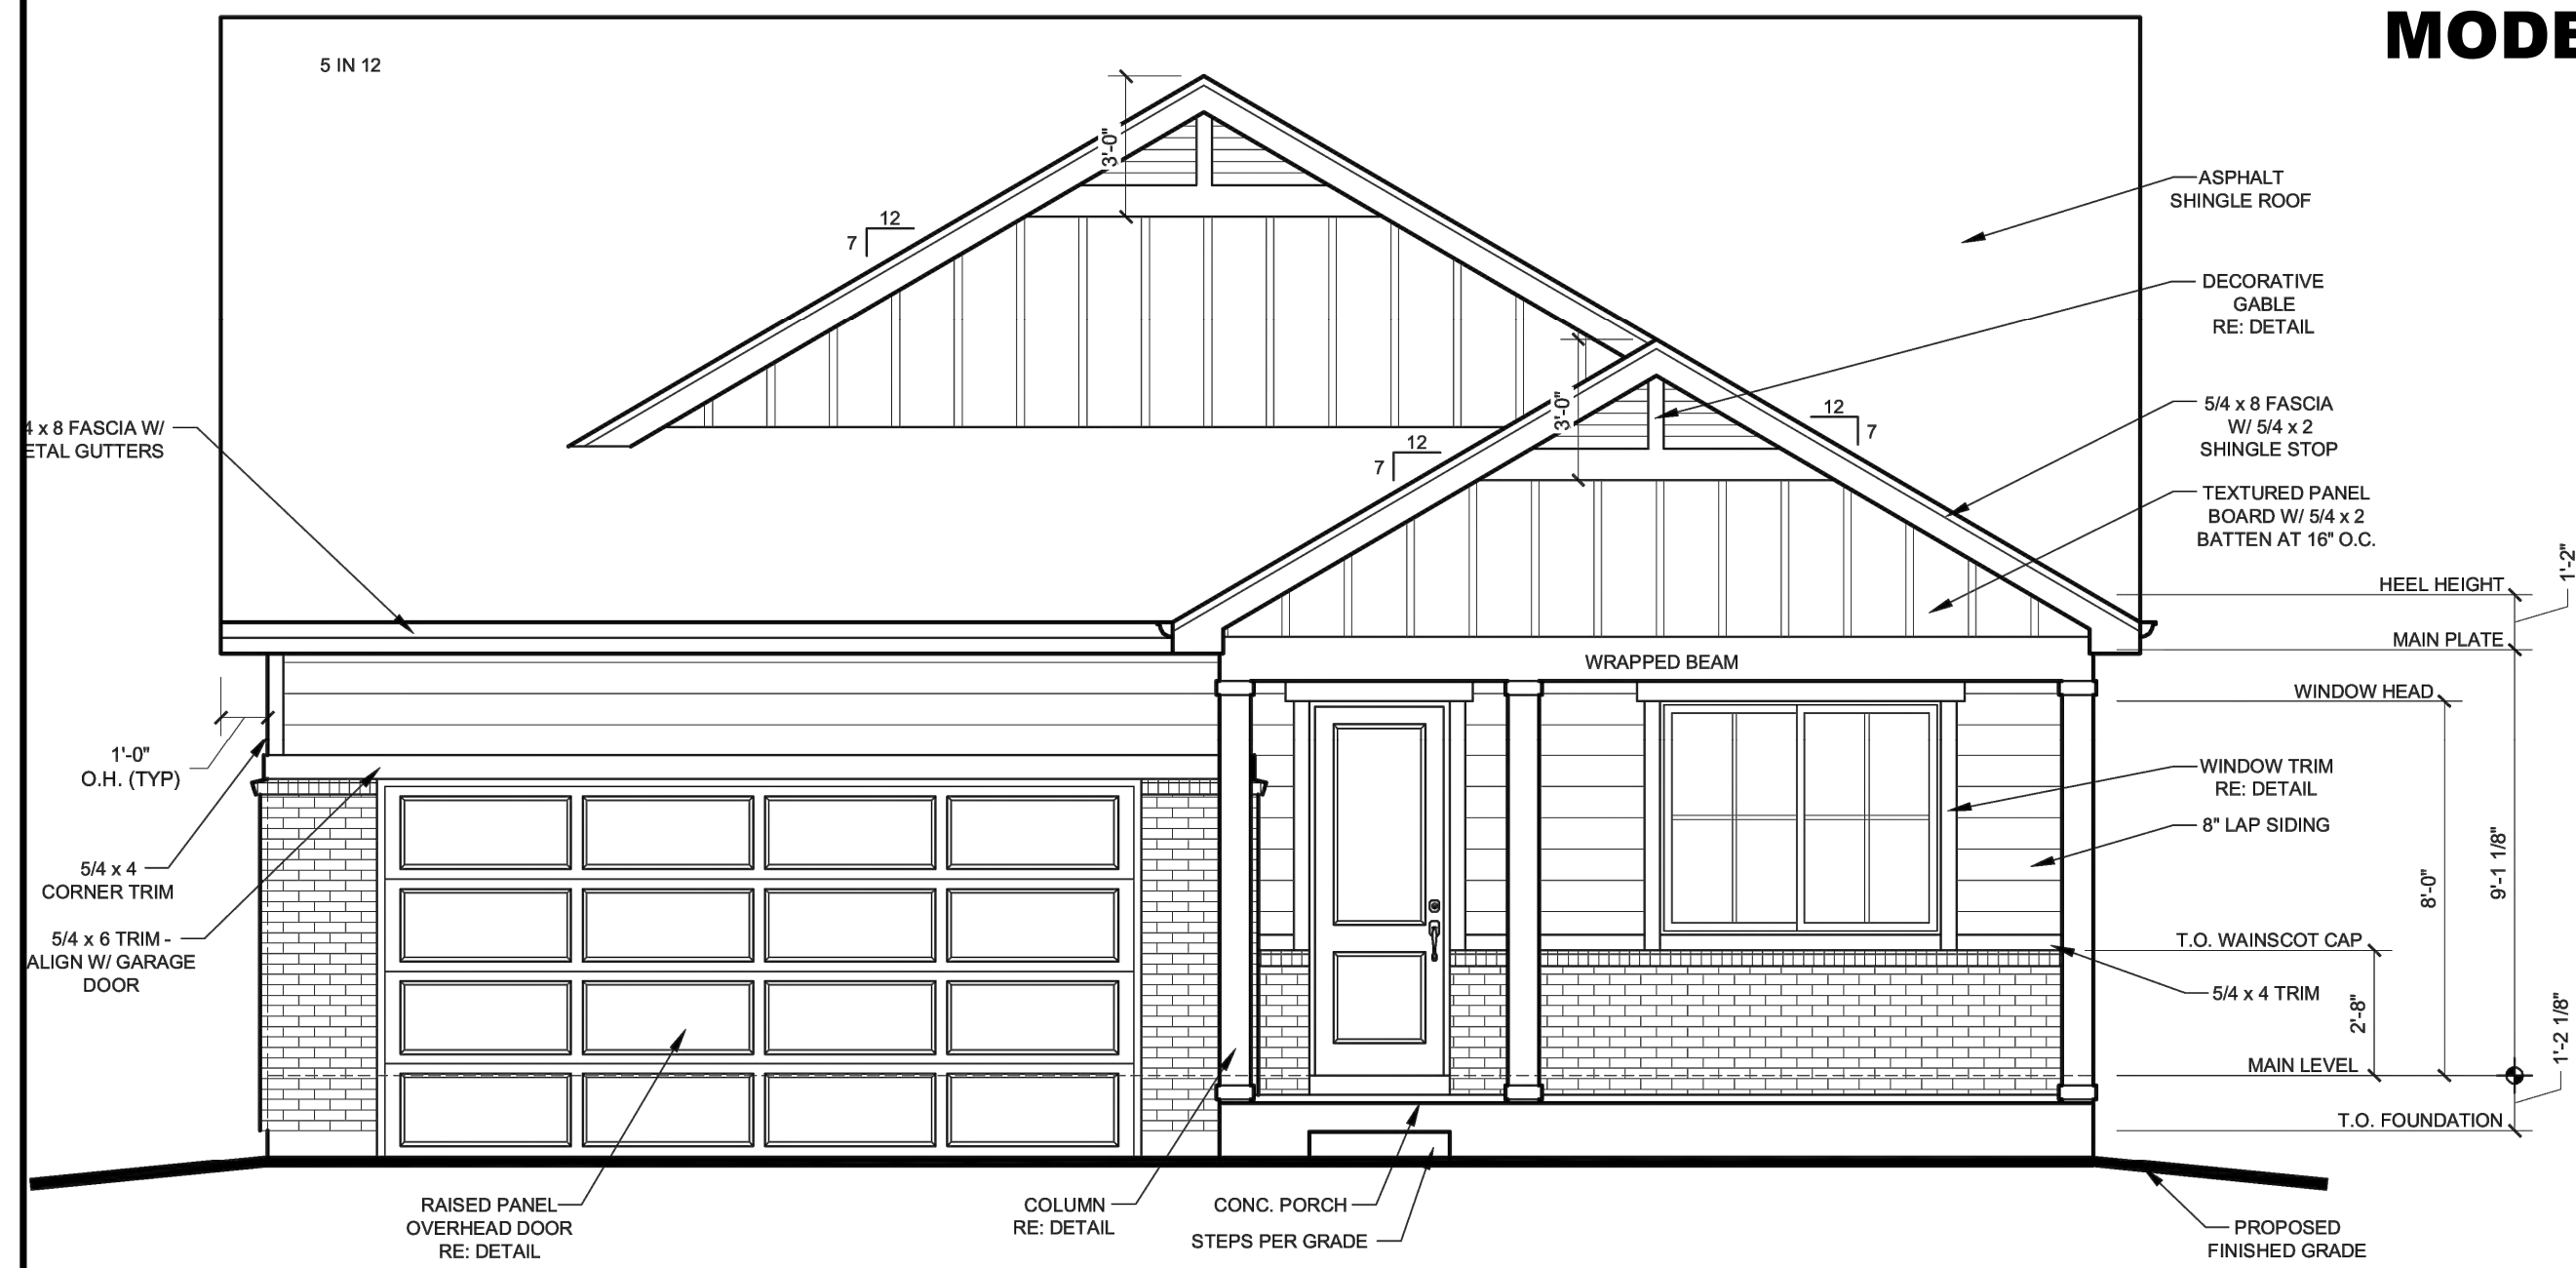 MODE
5 IN 12
3'-0"
12
7
ASPHALT
SHINGLE ROOF
DECORATIVE
GABLE
RE: DETAIL
3'-0"
12
7
12
7
4 x 8 FASCIA W/
ETAL GUTTERS
5/4 x 8 FASCIA
W/ 5/4 x 2
SHINGLE STOP
TEXTURED PANEL
BOARD W/ 5/4 x 2
BATTEN AT 16" O.C.
HEEL HEIGHT
1'-2"
MAIN PLATE
WRAPPED BEAM
WINDOW HEAD
1'-0"
O.H. (TYP)
WINDOW TRIM
RE: DETAIL
8" LAP SIDING
5/4 x 4
CORNER TRIM
8'-0"
9'-1 1/8"
5/4 x 6 TRIM -
ALIGN W/ GARAGE
DOOR
T.O. WAINSCOT CAP
5/4 x 4 TRIM
2'-8"
1'-2 1/8"
MAIN LEVEL
T.O. FOUNDATION
RAISED PANEL
OVERHEAD DOOR
RE: DETAIL
COLUMN
RE: DETAIL
CONC. PORCH
STEPS PER GRADE
PROPOSED
FINISHED GRADE